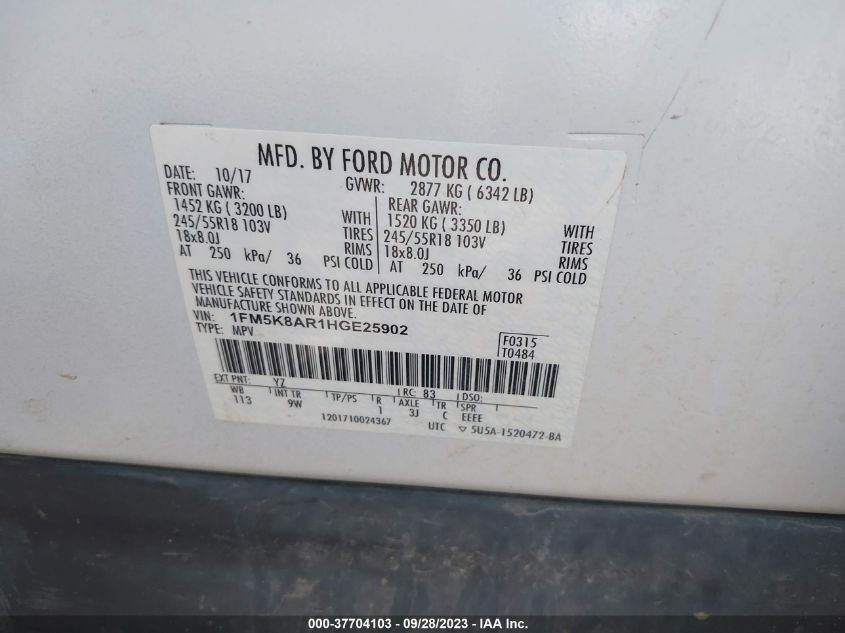 MFD. BY FORD MOTOR CO.
DATE: 10/17 GVWR: 2877 KG ( 6342 LB)
FRONT GAWR: REAR GAWR:
1452 KG ( 3200 LB) WITH 1520 KG ( 3350 LB) WITH
245/55R18 103V TIRES 245/55R18 103V TIRES
18x8.0J RIMS 18x8.0J RIMS
AT 250 kPa/ 36 PSI COLD AT 250 kPa/ 36 PSI COLD
THIS VEHICLE CONFORMS TO ALL APPLICABLE FEDERAL MOTOR
VEHICLE SAFETY STANDARDS IN EFFECT ON THE DATE OF
MANUFACTURE SHOWN ABOVE.
VIN: 1FM5K8AR1HGE25902
TYPE: MPV F0315
T0484
EXT PNT: YZ RC: 83 DSO:
WB INT TR TP/PS R AXLE TR SPR
113 9W 1 3J C EEEE
1201710024367 UTC ▽ 5U5A-1520472-BA
000-37704103 - 09/28/2023 - IAA Inc.